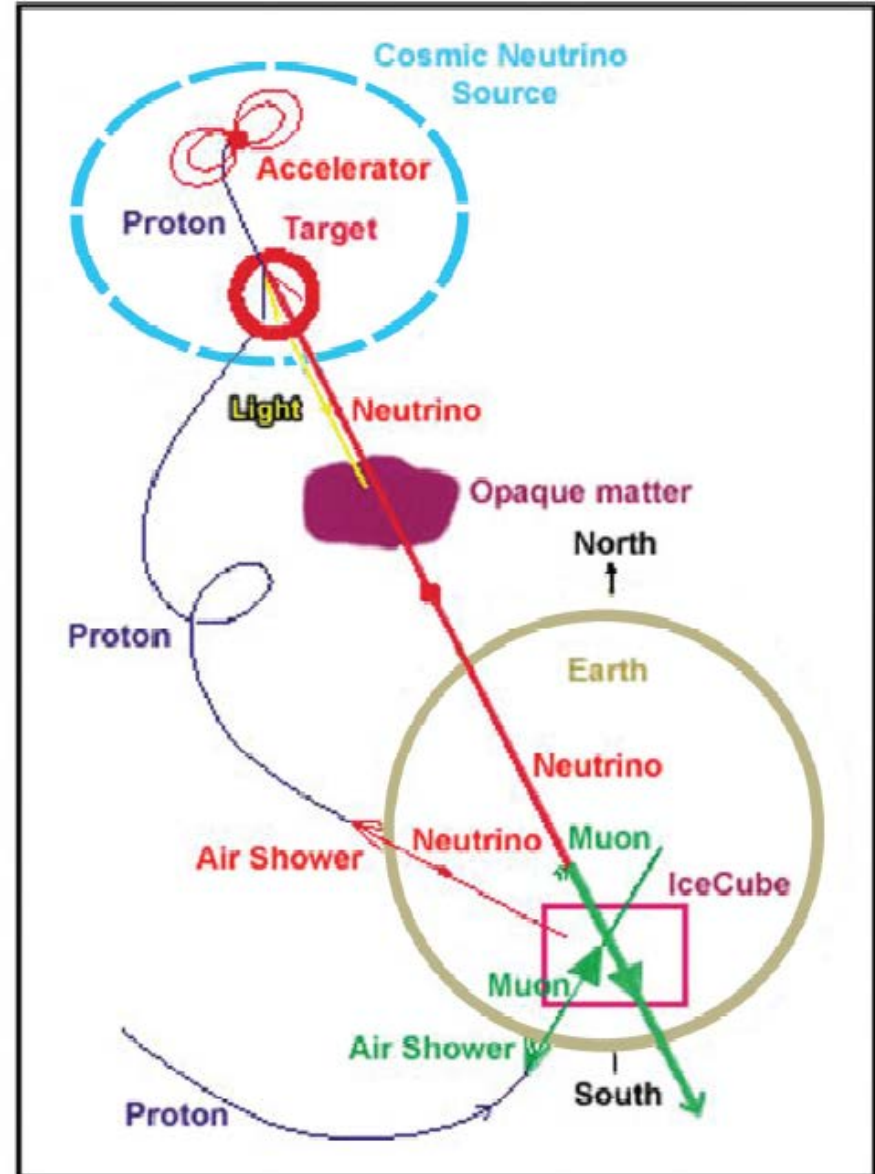 Cosmic Neutrino
Source
Accelerator
Proton
Target
Light
Neutrino
Opaque matter
North
Proton
Earth
Neutrino
Neutrino
Muon
Air Shower
IceCube
Muon
Air Shower
South
Proton